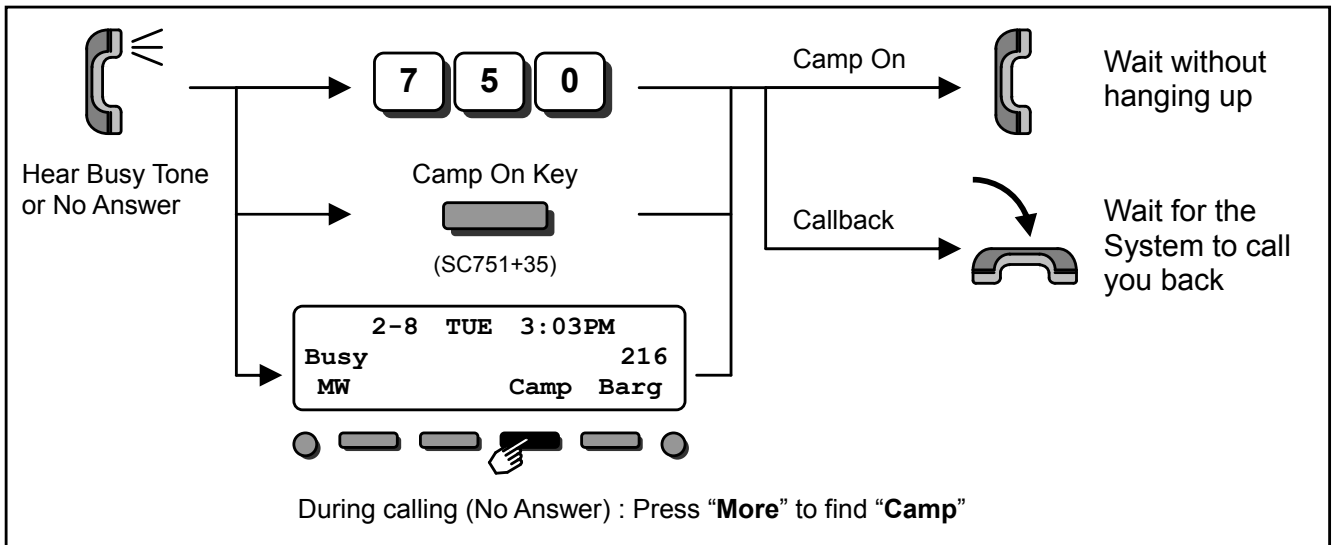 Hear Busy Tone
or No Answer
7 5 0
Camp On Key
(SC751+35)
2-8 TUE 3:03PM
Busy 216
MW Camp Barg
During calling (No Answer) : Press “More” to find “Camp”
Camp On
Wait without
hanging up
Callback
Wait for the
System to call
you back